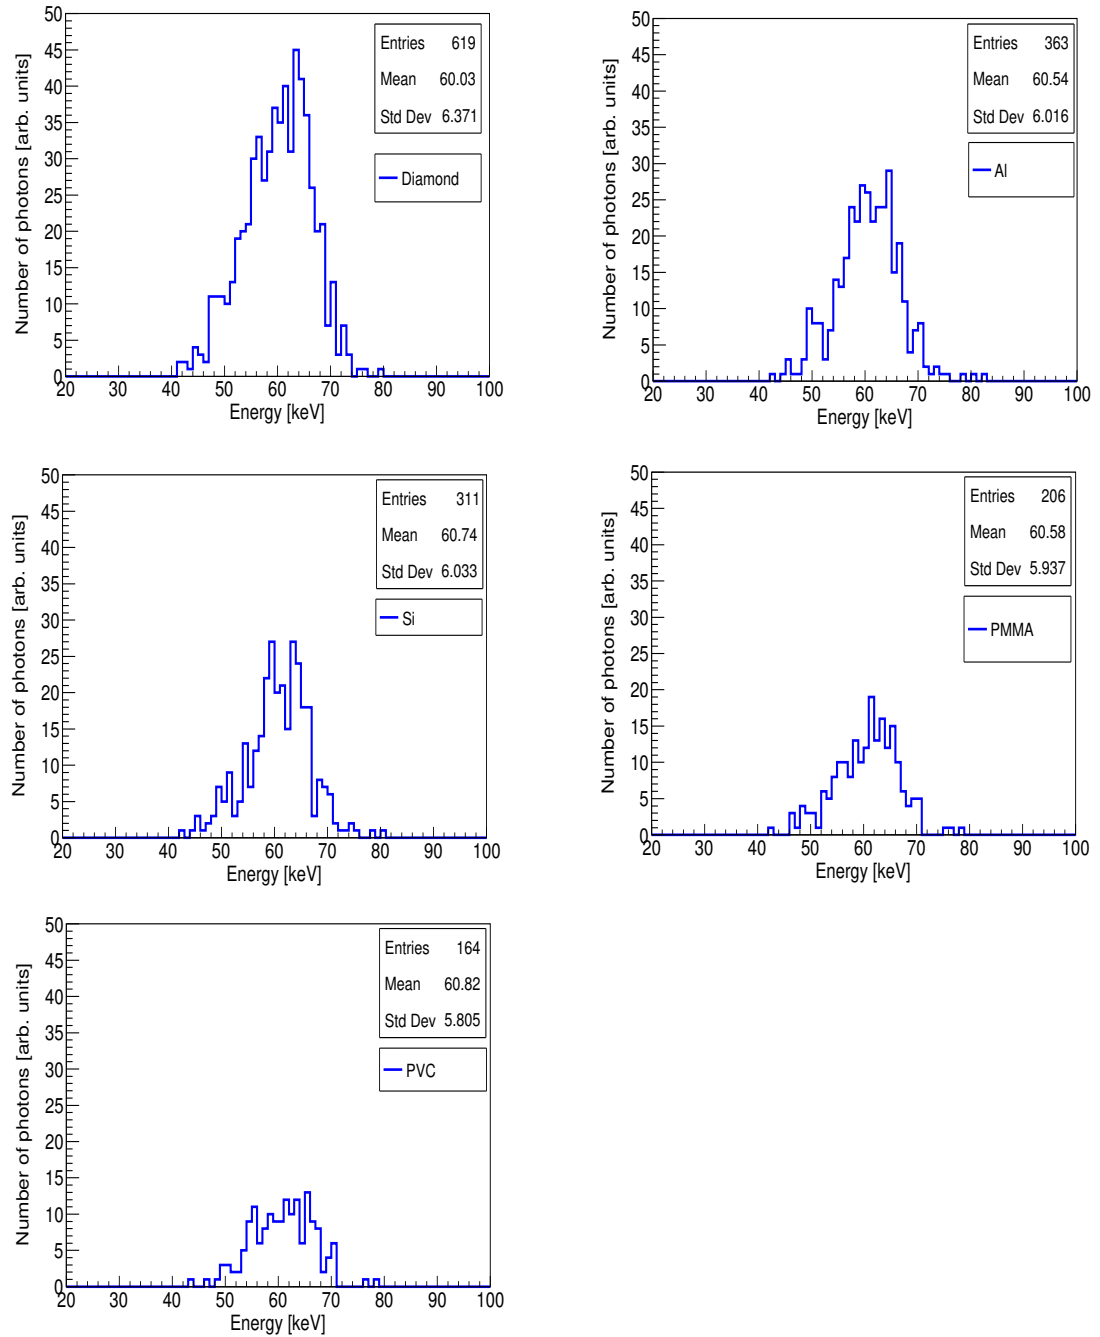 Number of photons [arb. units]
50
45
40
35
30
25
20
15
10
5
0
Entries 619
Mean 60.03
Std Dev 6.371
Diamond
20 30 40 50 60 70 80 90 100
Energy [keV]
Number of photons [arb. units]
50
45
40
35
30
25
20
15
10
5
0
Entries 363
Mean 60.54
Std Dev 6.016
Al
20 30 40 50 60 70 80 90 100
Energy [keV]
Number of photons [arb. units]
50
45
40
35
30
25
20
15
10
5
0
Entries 311
Mean 60.74
Std Dev 6.033
Si
20 30 40 50 60 70 80 90 100
Energy [keV]
Number of photons [arb. units]
50
45
40
35
30
25
20
15
10
5
0
Entries 206
Mean 60.58
Std Dev 5.937
PMMA
20 30 40 50 60 70 80 90 100
Energy [keV]
Number of photons [arb. units]
50
45
40
35
30
25
20
15
10
5
0
Entries 164
Mean 60.82
Std Dev 5.805
PVC
20 30 40 50 60 70 80 90 100
Energy [keV]